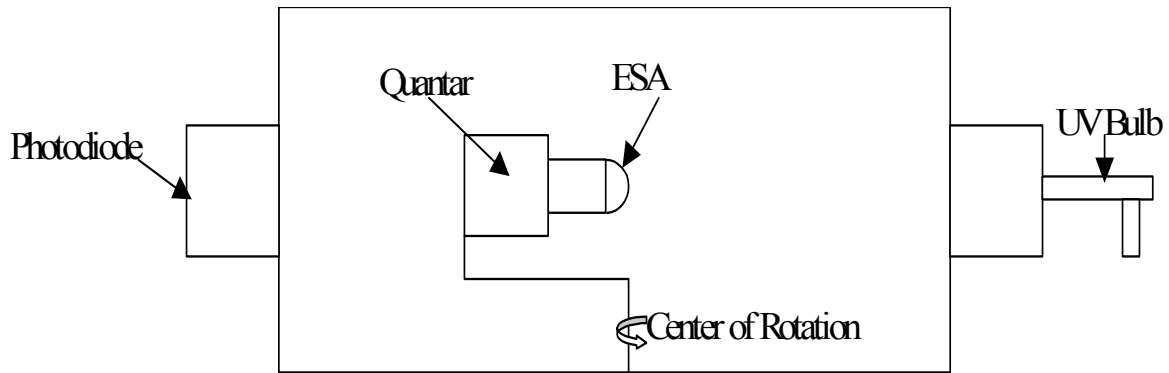 Quantar
ESA
UV Bulb
Photodiode
Center of Rotation